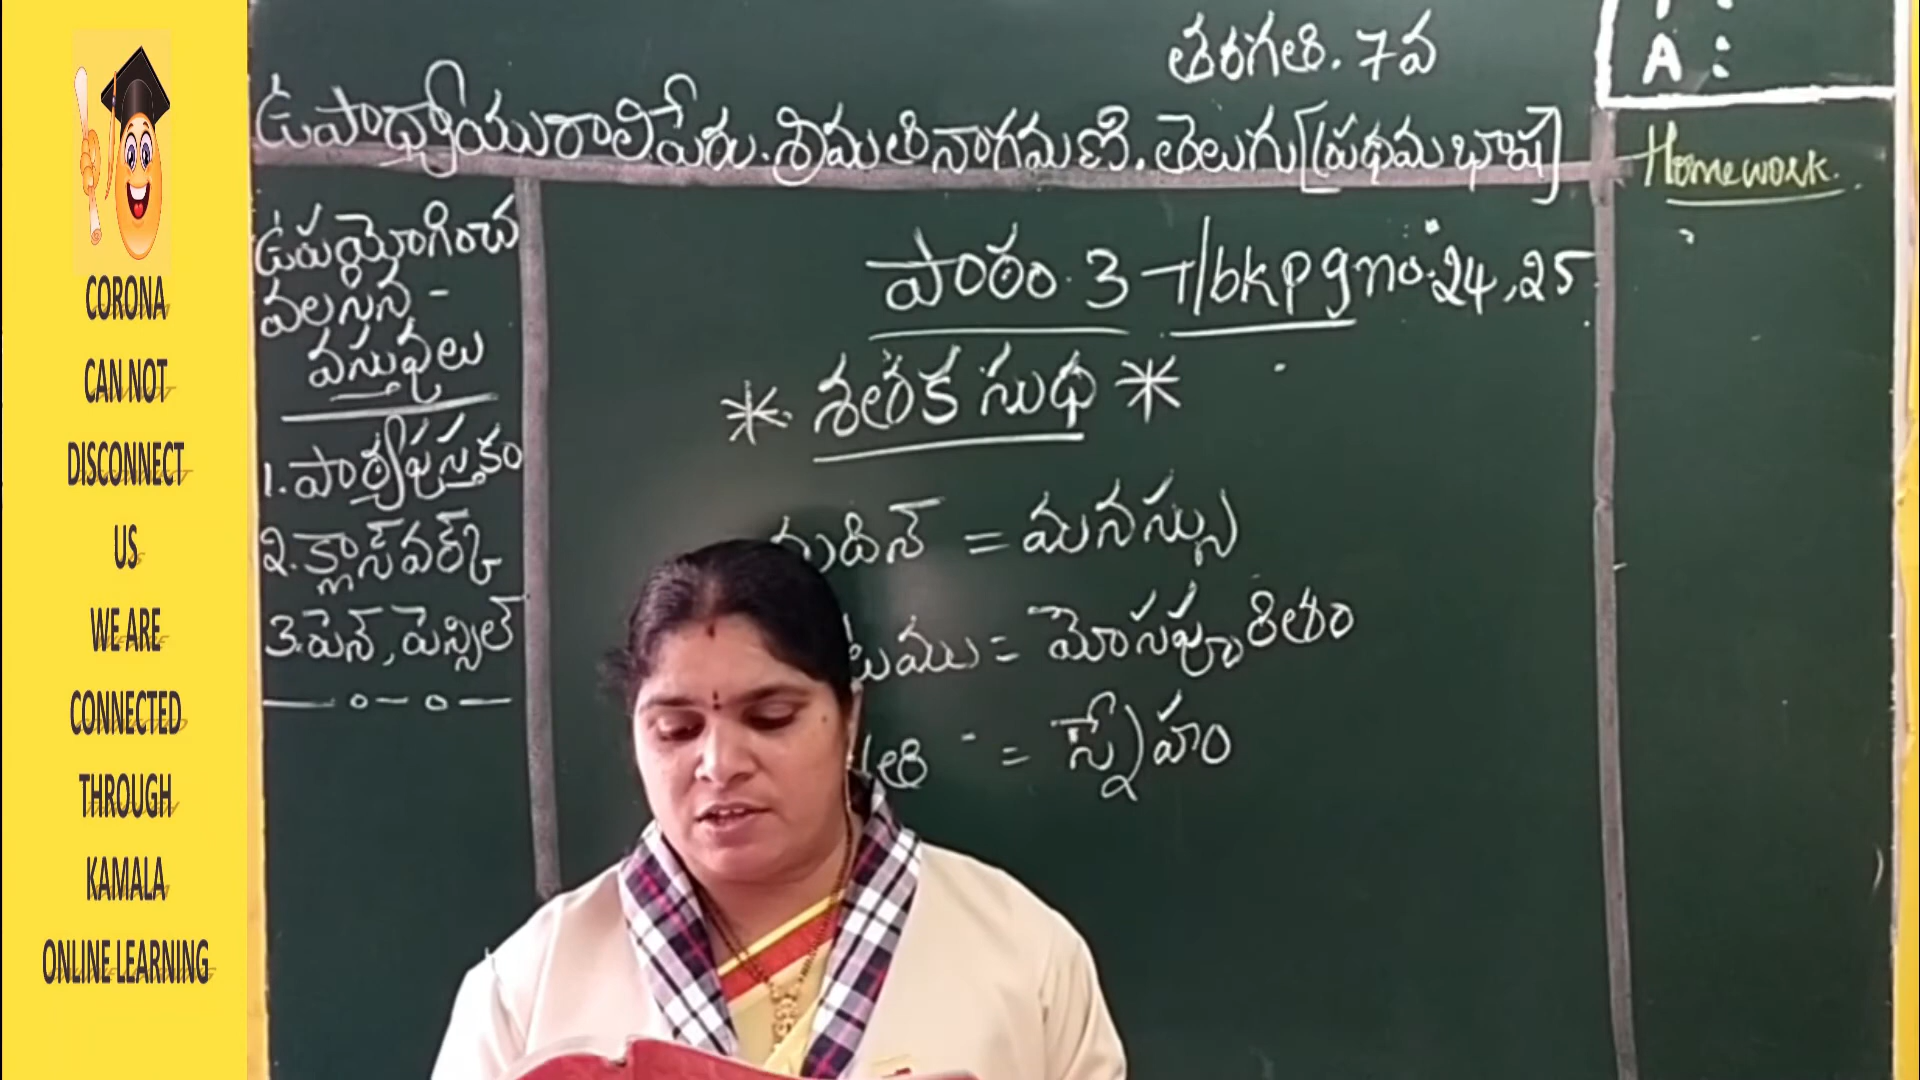 CORONA
CAN NOT
DISCONNECT
US
WE ARE
CONNECTED
THROUGH
KAMALA
ONLINE LEARNING
తరగతి. 7వ
ఉపాధ్యాయురాలి పేరు. శ్రీమతి నాగమణి. తెలుగు [ప్రథమ భాష]
A :
Homework.
ఉపయోగించ
వలసిన -
వస్తువులు
1. పాఠ్యపుస్తకం
2. క్లాస్ వర్క్
3. పెన్, పెన్సిల్
పాఠం. 3 T/bk pg no. 24, 25
* శతక సుధ *
మదిన్ = మనస్సు
= మోసపూరితం
= స్నేహం